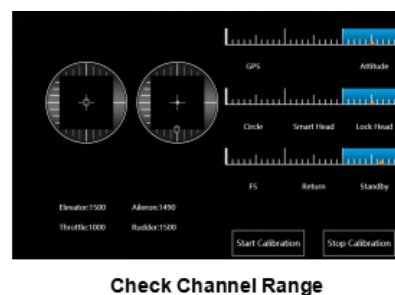 GPS Attitude
Circle Smart Head Lock Head
FS Return Standby
Elevator:1500 Aileron:1490
Throttle:1000 Rudder:1500
Start Calibration Stop Calibration
Check Channel Range